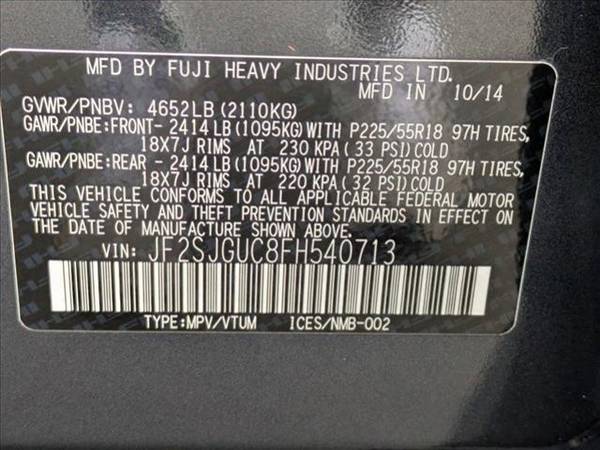 MFD BY FUJI HEAVY INDUSTRIES LTD.
MFD IN 10/14
GVWR/PNBV: 4652LB (2110KG)
GAWR/PNBE:FRONT- 2414 LB (1095KG) WITH P225/55R18 97H TIRES,
18X7J RIMS AT 230 KPA ( 33 PSI) COLD
GAWR/PNBE: REAR - 2414 LB (1095KG) WITH P225/55R18 97H TIRES,
18X7J RIMS AT 220 KPA ( 32 PSI) COLD
THIS VEHICLE CONFORMS TO ALL APPLICABLE FEDERAL MOTOR
VEHICLE SAFETY AND THEFT PREVENTION STANDARDS IN EFFECT ON
THE DATE OF MANUFACTURE SHOWN ABOVE.
VIN: JF2SJGUC8FH540713
TYPE:MPV/VTUM ICES/NMB-002